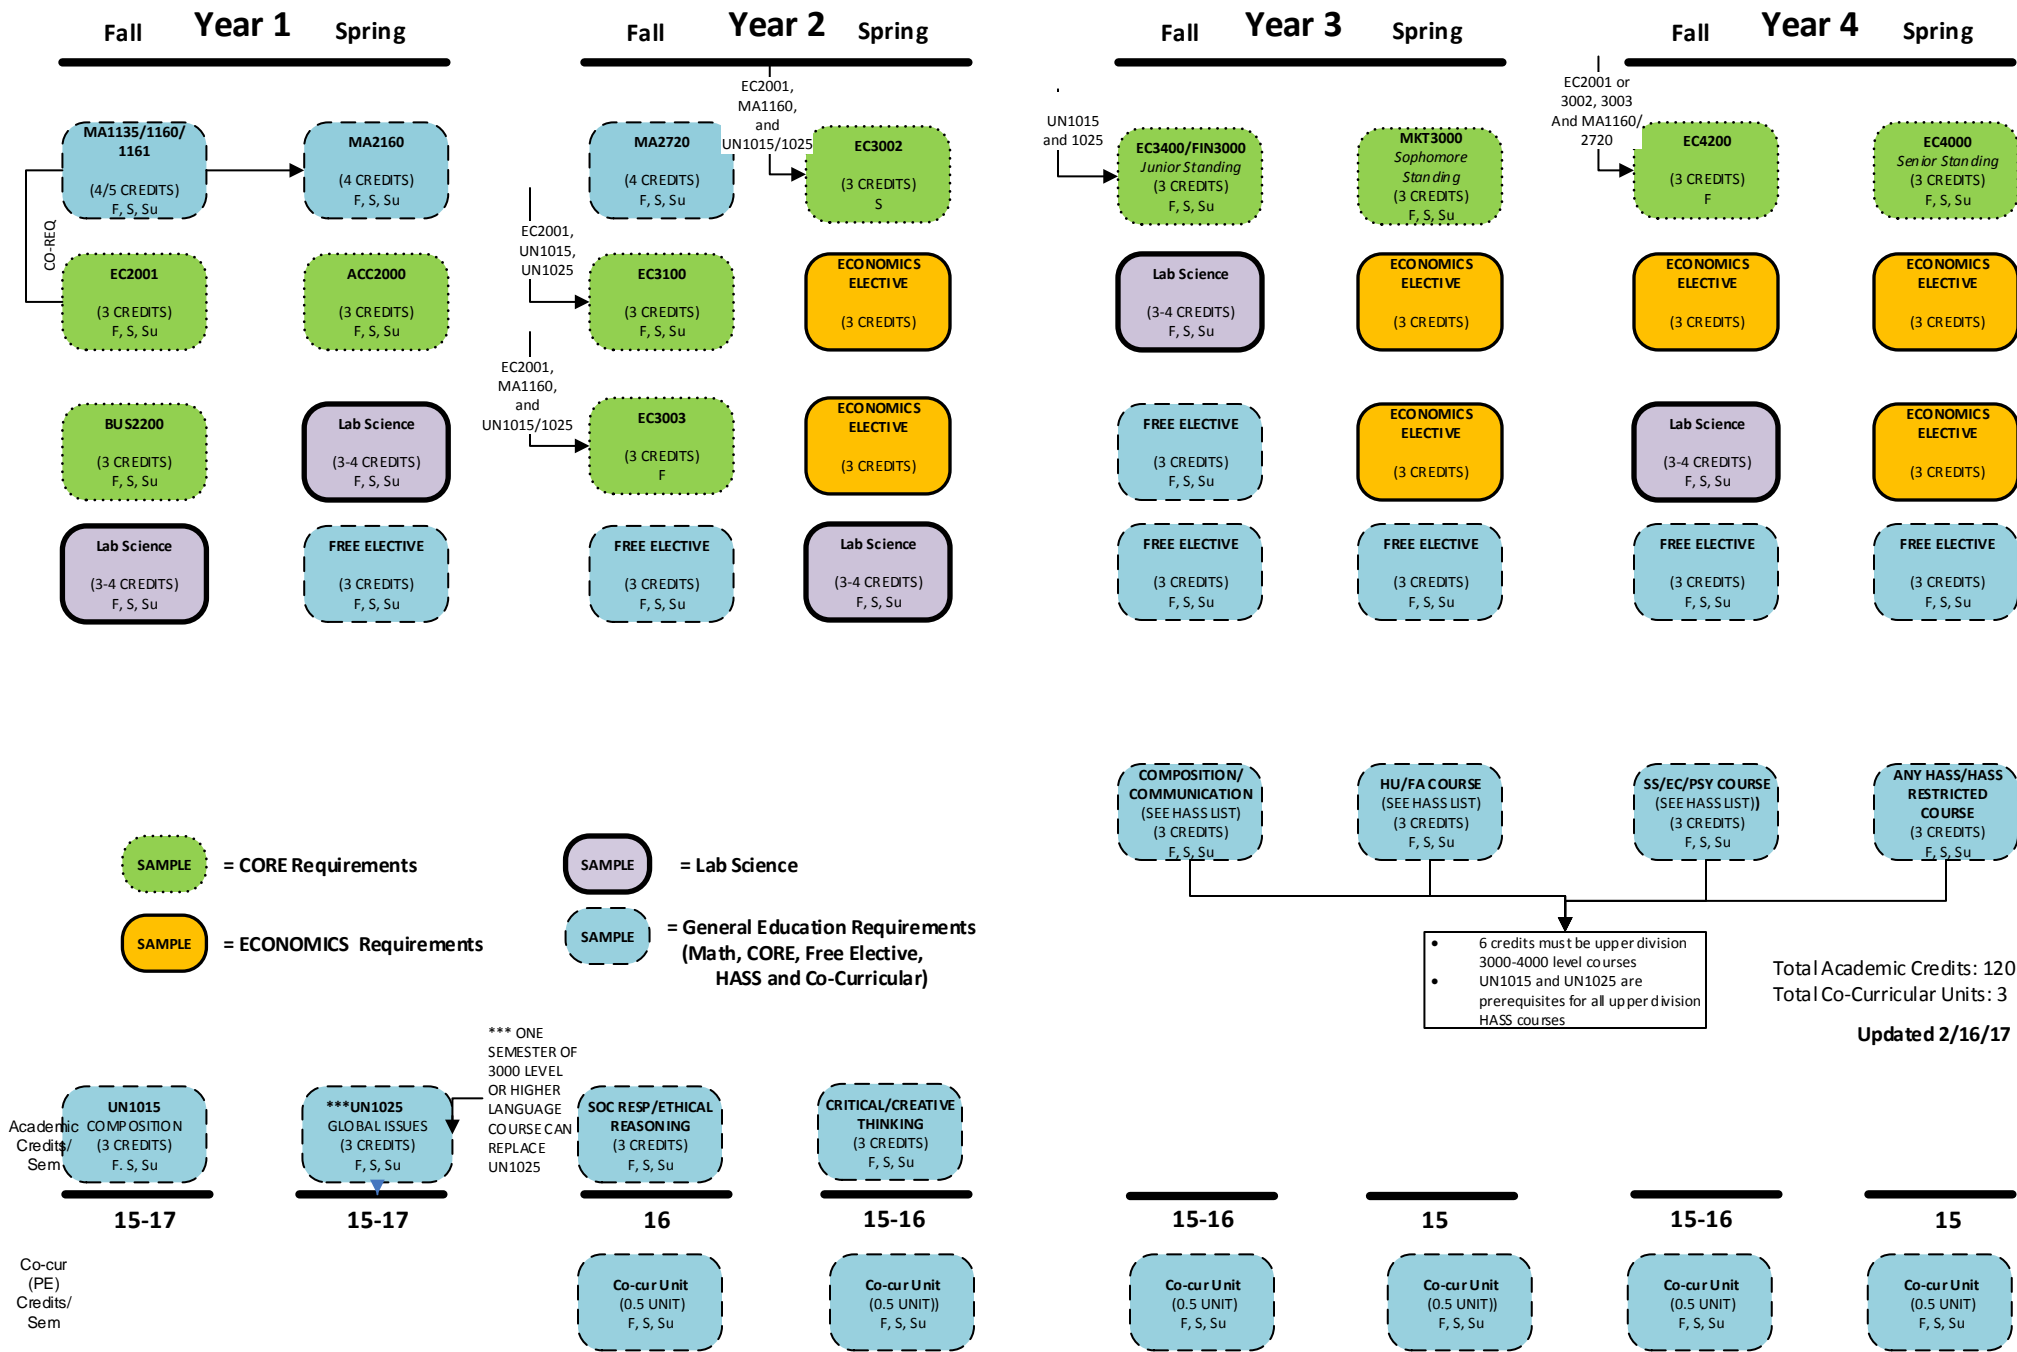 Year 1
Fall
Spring
Year 2
Fall
Spring
Year 3
Fall
Spring
Year 4
Fall
Spring
MA1135/1160/
1161
(4/5 CREDITS)
F, S, Su
MA2160
(4 CREDITS)
F, S, Su
MA2720
(4 CREDITS)
F, S, Su
EC2001,
MA1160,
and
UN1015/1025
EC3002
(3 CREDITS)
S
UN1015
and 1025
EC3400/FIN3000
Junior Standing
(3 CREDITS)
F, S, Su
MKT3000
Sophomore
Standing
(3 CREDITS)
F, S, Su
EC2001 or
3002, 3003
And MA1160/
2720
EC4200
(3 CREDITS)
F
EC4000
Senior Standing
(3 CREDITS)
F, S, Su
CO-REQ
EC2001
(3 CREDITS)
F, S, Su
ACC2000
(3 CREDITS)
F, S, Su
EC2001,
UN1015,
UN1025
EC3100
(3 CREDITS)
F, S, Su
ECONOMICS
ELECTIVE
(3 CREDITS)
Lab Science
(3-4 CREDITS)
F, S, Su
ECONOMICS
ELECTIVE
(3 CREDITS)
ECONOMICS
ELECTIVE
(3 CREDITS)
ECONOMICS
ELECTIVE
(3 CREDITS)
BUS2200
(3 CREDITS)
F, S, Su
Lab Science
(3-4 CREDITS)
F, S, Su
EC2001,
MA1160,
and
UN1015/1025
EC3003
(3 CREDITS)
F
ECONOMICS
ELECTIVE
(3 CREDITS)
FREE ELECTIVE
(3 CREDITS)
F, S, Su
ECONOMICS
ELECTIVE
(3 CREDITS)
Lab Science
(3-4 CREDITS)
F, S, Su
ECONOMICS
ELECTIVE
(3 CREDITS)
Lab Science
(3-4 CREDITS)
F, S, Su
FREE ELECTIVE
(3 CREDITS)
F, S, Su
FREE ELECTIVE
(3 CREDITS)
F, S, Su
Lab Science
(3-4 CREDITS)
F, S, Su
FREE ELECTIVE
(3 CREDITS)
F, S, Su
FREE ELECTIVE
(3 CREDITS)
F, S, Su
FREE ELECTIVE
(3 CREDITS)
F, S, Su
FREE ELECTIVE
(3 CREDITS)
F, S, Su
COMPOSITION/
COMMUNICATION
(SEE HASS LIST)
(3 CREDITS)
F, S, Su
HU/FA COURSE
(SEE HASS LIST)
(3 CREDITS)
F, S, Su
SS/EC/PSY COURSE
(SEE HASS LIST))
(3 CREDITS)
F, S, Su
ANY HASS/HASS
RESTRICTED
COURSE
(3 CREDITS)
F, S, Su
SAMPLE
= CORE Requirements
SAMPLE
= Lab Science
SAMPLE
= ECONOMICS Requirements
SAMPLE
= General Education Requirements
(Math, CORE, Free Elective,
HASS and Co-Curricular)
• 6 credits must be upper division
3000-4000 level courses
• UN1015 and UN1025 are
prerequisites for all upper division
HASS courses
Total Academic Credits: 120
Total Co-Curricular Units: 3
Updated 2/16/17
Academic
Credits/
Sem
UN1015
COMPOSITION
(3 CREDITS)
F. S, Su
***UN1025
GLOBAL ISSUES
(3 CREDITS)
F, S, Su
*** ONE
SEMESTER OF
3000 LEVEL
OR HIGHER
LANGUAGE
COURSE CAN
REPLACE
UN1025
SOC RESP/ETHICAL
REASONING
(3 CREDITS)
F, S, Su
CRITICAL/CREATIVE
THINKING
(3 CREDITS)
F, S, Su
15-17
15-17
16
15-16
15-16
15
15-16
15
Co-cur
(PE)
Credits/
Sem
Co-cur Unit
(0.5 UNIT)
F, S, Su
Co-cur Unit
(0.5 UNIT))
F, S, Su
Co-cur Unit
(0.5 UNIT)
F, S, Su
Co-cur Unit
(0.5 UNIT))
F, S, Su
Co-cur Unit
(0.5 UNIT)
F, S, Su
Co-cur Unit
(0.5 UNIT)
F, S, Su